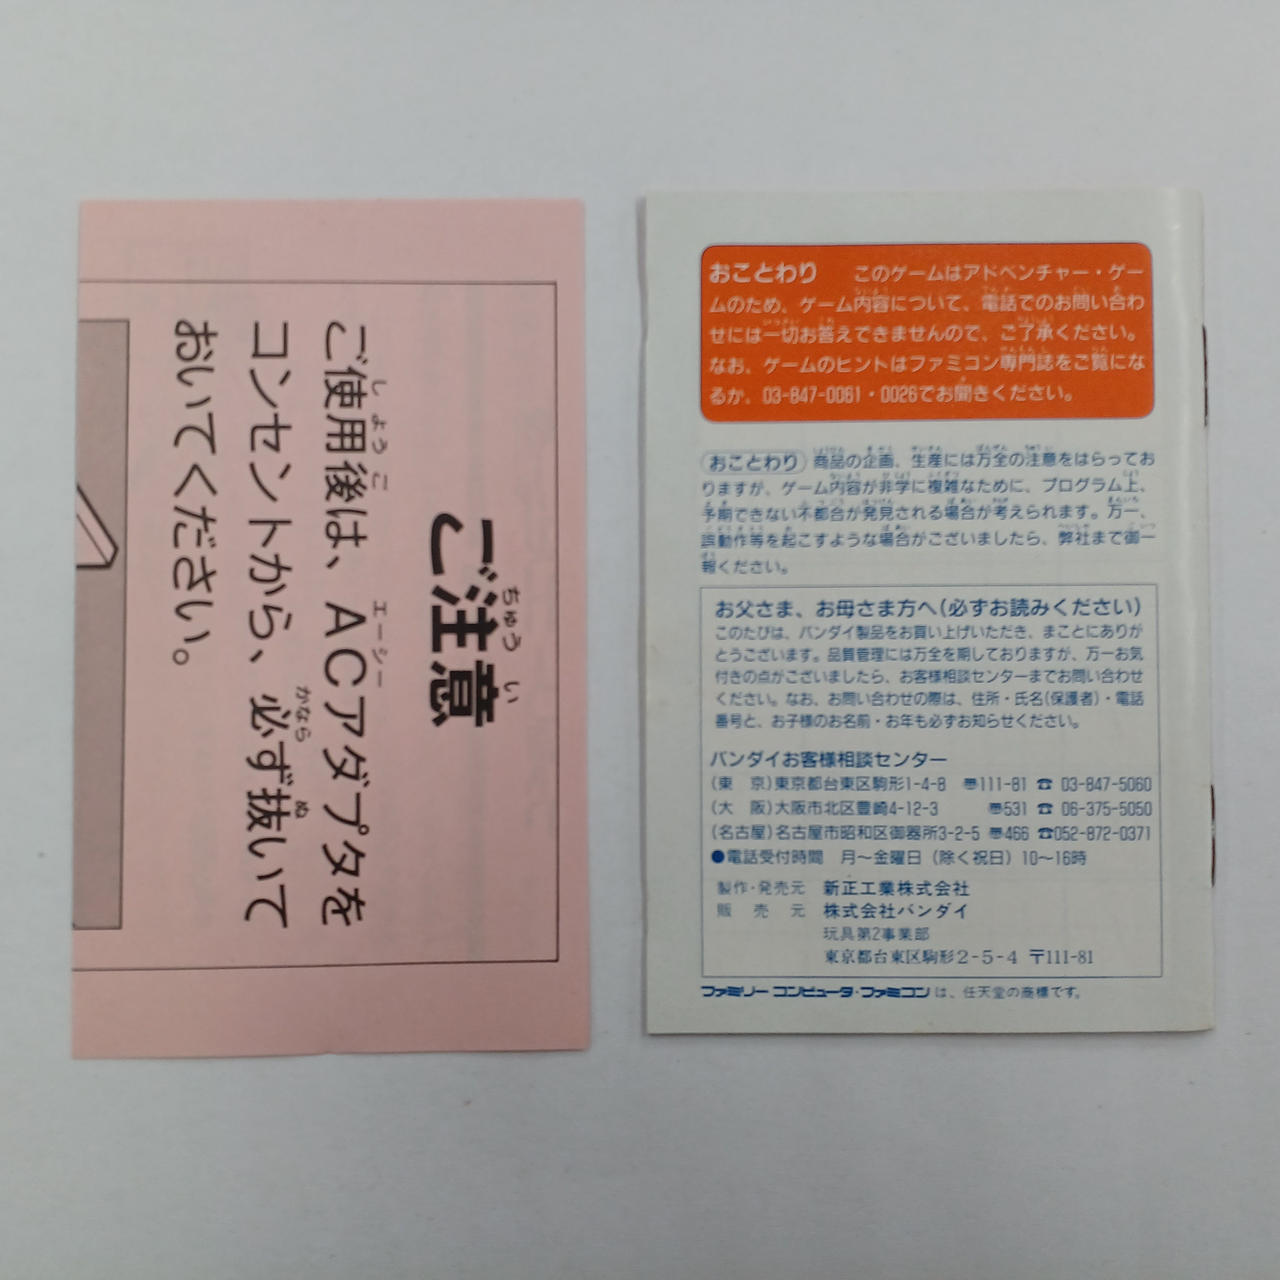 ご注意
ご使用後は、ACアダプタを
コンセントから、必ず抜いて
おいてください。
おことわり　このゲームはアドベンチャー・ゲー
ムのため、ゲーム内容について、電話でのお問い合わ
せには一切お答えできませんので、ご了承ください。
なお、ゲームのヒントはファミコン専門誌をご覧にな
るか、03-847-0061・0026でお聞きください。
おことわり 商品の企画、生産には万全の注意をはらってお
りますが、ゲーム内容が非学に複雑なために、プログラム上、
予期できない不都合が発見される場合が考えられます。万一、
誤動作等を起こすような場合がございましたら、弊社まで御一
報ください。
お父さま、お母さま方へ(必ずお読みください)
このたびは、バンダイ製品をお買い上げいただき、まことにありが
とうございます。品質管理には万全を期しておりますが、万一お気
付きの点がございましたら、お客様相談センターまでお問い合わせ
ください。なお、お問い合わせの際は、住所・氏名(保護者)・電話
番号と、お子様のお名前・お年も必ずお知らせください。
バンダイお客様相談センター
(東　京)東京都台東区駒形1-4-8　〠111-81 ☎ 03-847-5060
(大　阪)大阪市北区豊崎4-12-3　〠531 ☎ 06-375-5050
(名古屋)名古屋市昭和区御器所3-2-5 〠466 ☎052-872-0371
●電話受付時間　月〜金曜日（除く祝日）10〜16時
製作・発売元　新正工業株式会社
販　売　元　株式会社バンダイ
玩具第2事業部
東京都台東区駒形2-5-4 〒111-81
ファミリーコンピュータ・ファミコンは、任天堂の商標です。